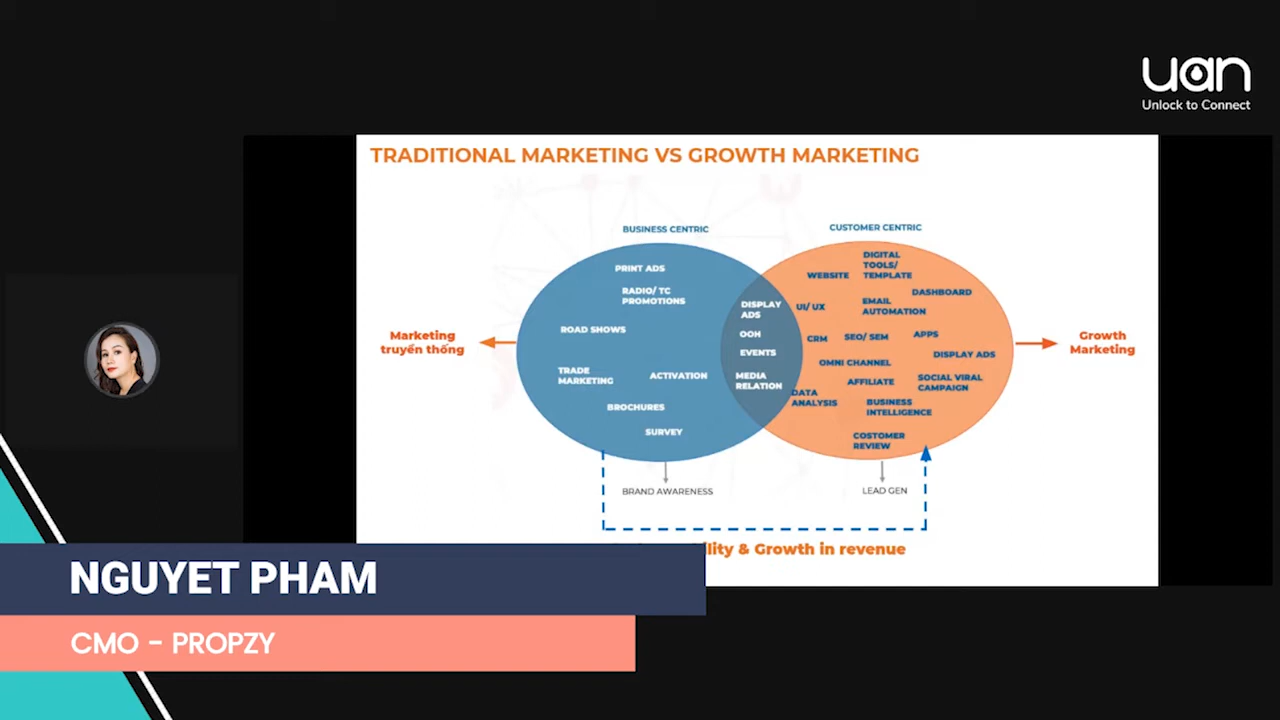 uan
Unlock to Connect
TRADITIONAL MARKETING VS GROWTH MARKETING
BUSINESS CENTRIC
CUSTOMER CENTRIC
PRINT ADS
RADIO/ TC
PROMOTIONS
ROAD SHOWS
TRADE
MARKETING
ACTIVATION
BROCHURES
SURVEY
DISPLAY
ADS
OOH
EVENTS
MEDIA
RELATION
DIGITAL
TOOLS/
TEMPLATE
WEBSITE
DASHBOARD
UI/ UX
EMAIL
AUTOMATION
CRM
SEO/ SEM
APPS
DISPLAY ADS
OMNI CHANNEL
AFFILIATE
SOCIAL VIRAL
CAMPAIGN
DATA
ANALYSIS
BUSINESS
INTELLIGENCE
COSTOMER
REVIEW
Marketing
truyền thống
Growth
Marketing
BRAND AWARENESS
LEAD GEN
& Growth in revenue
NGUYET PHAM
CMO - PROPZY